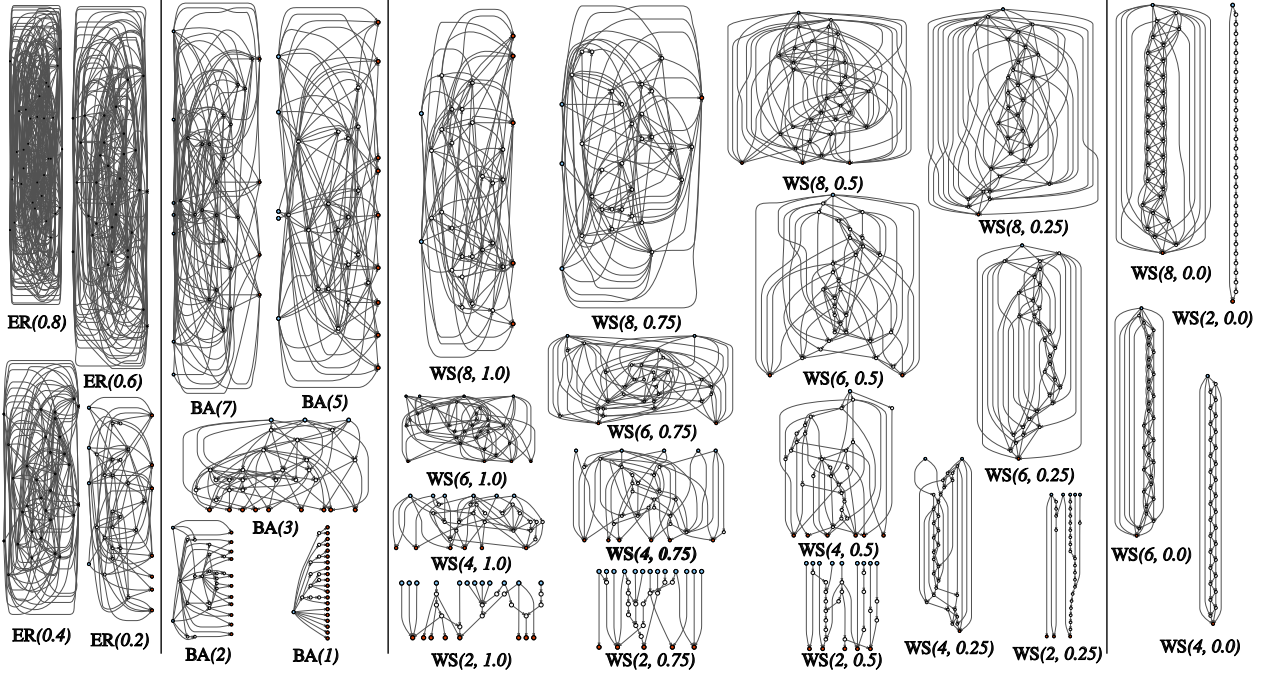 ER(0.8)
ER(0.6)
ER(0.4)
ER(0.2)
BA(7)
BA(5)
BA(3)
BA(2)
BA(1)
WS(8, 1.0)
WS(6, 1.0)
WS(4, 1.0)
WS(2, 1.0)
WS(8, 0.75)
WS(6, 0.75)
WS(4, 0.75)
WS(2, 0.75)
WS(8, 0.5)
WS(6, 0.5)
WS(4, 0.5)
WS(2, 0.5)
WS(8, 0.25)
WS(6, 0.25)
WS(4, 0.25)
WS(2, 0.25)
WS(8, 0.0)
WS(2, 0.0)
WS(6, 0.0)
WS(4, 0.0)